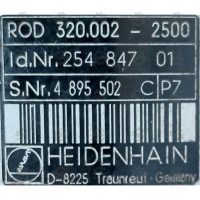 ROD 320.002 - 2500
Id.Nr. 254 847 01
S.Nr. 4 895 502 C P7
HEIDENHAIN
D-8225 Traunreut · Germany